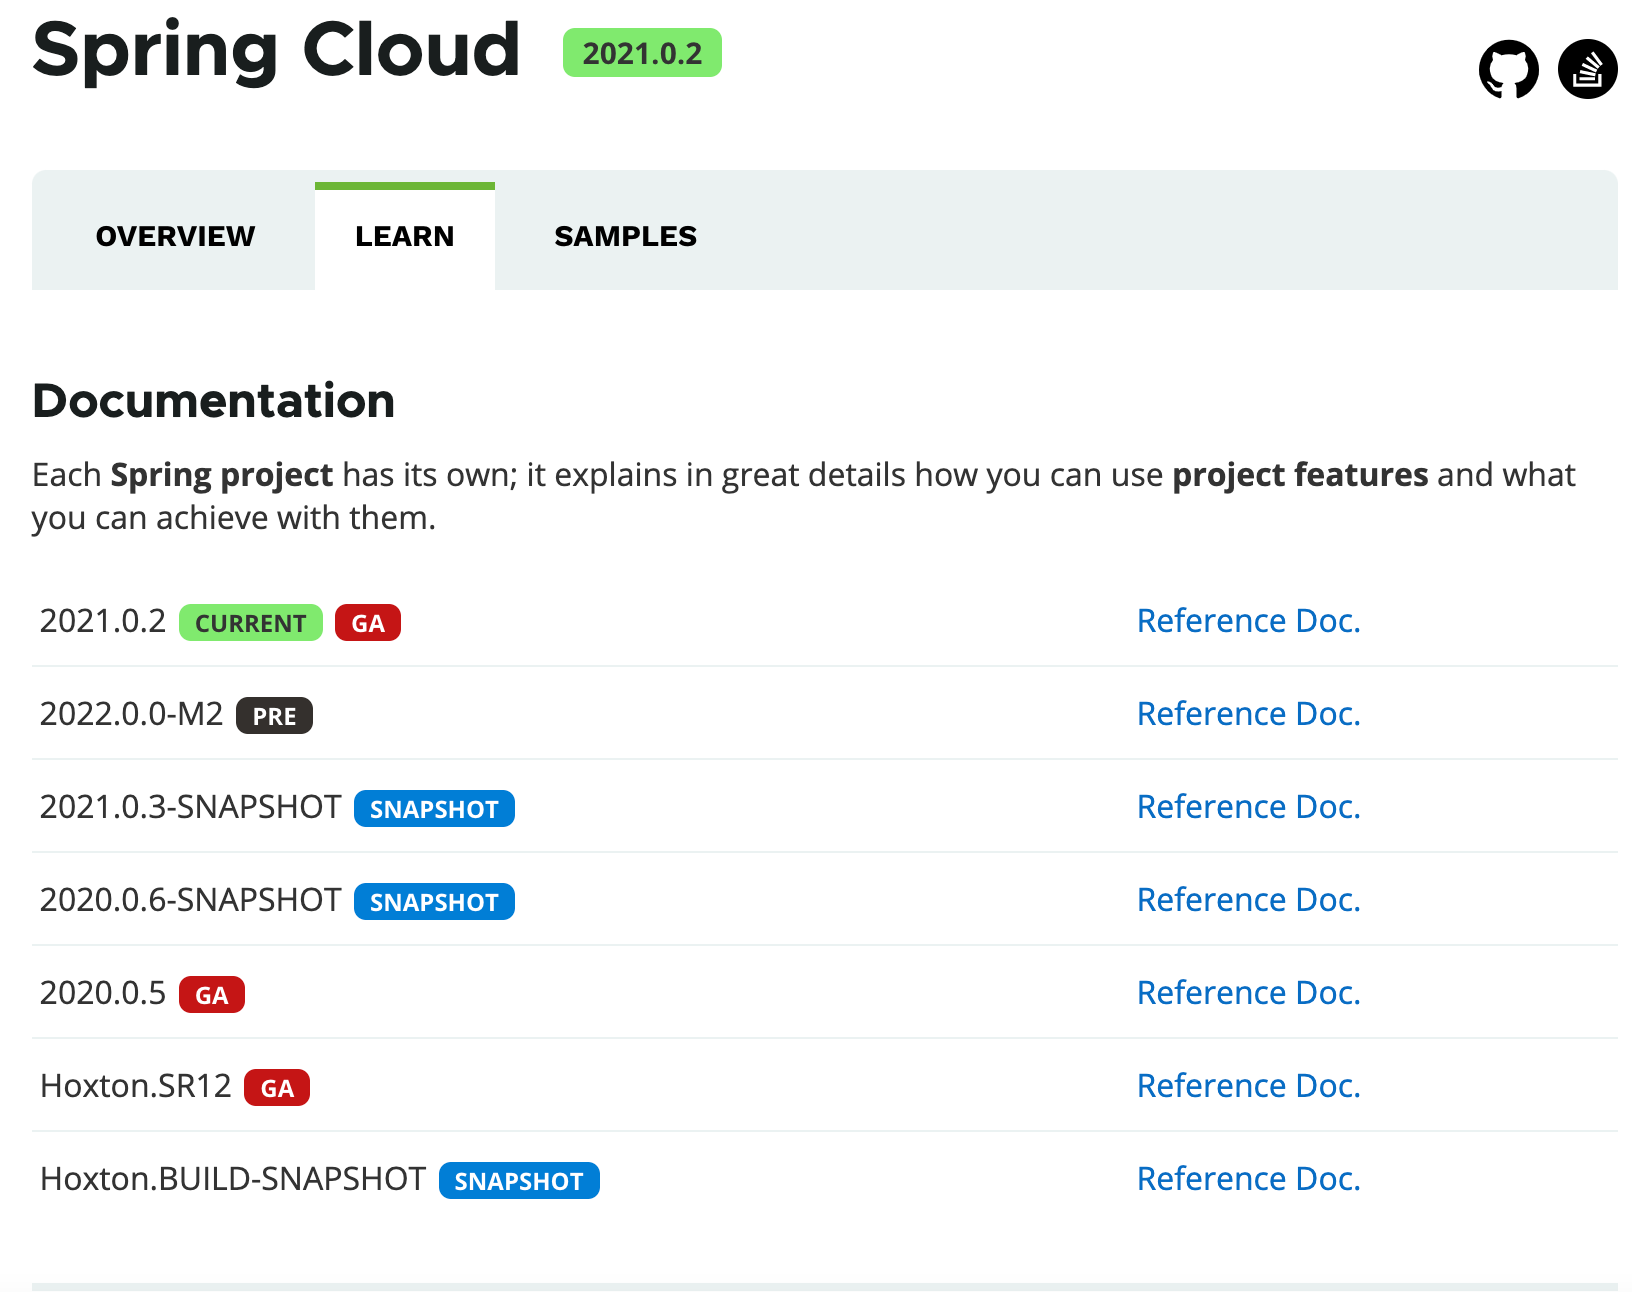 Spring Cloud 2021.0.2
OVERVIEW LEARN SAMPLES
Documentation
Each Spring project has its own; it explains in great details how you can use project features and what
you can achieve with them.
2021.0.2 CURRENT GA Reference Doc.
2022.0.0-M2 PRE Reference Doc.
2021.0.3-SNAPSHOT SNAPSHOT Reference Doc.
2020.0.6-SNAPSHOT SNAPSHOT Reference Doc.
2020.0.5 GA Reference Doc.
Hoxton.SR12 GA Reference Doc.
Hoxton.BUILD-SNAPSHOT SNAPSHOT Reference Doc.